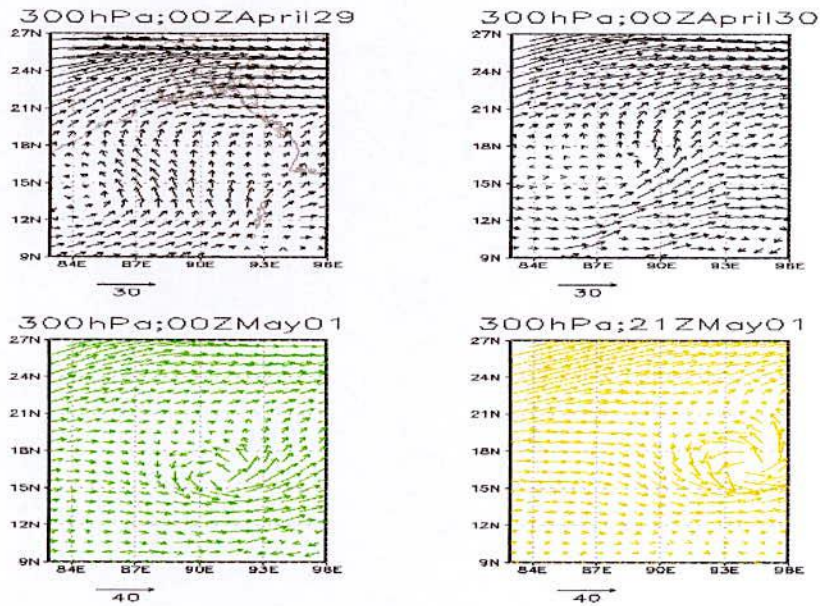 300hPa;00ZApril29
27N
24N
21N
18N
15N
12N
9N
84E 87E 90E 93E 96E
30
300hPa;00ZApril30
27N
24N
21N
18N
15N
12N
9N
84E 87E 90E 93E 96E
30
300hPa;00ZMay01
27N
24N
21N
18N
15N
12N
9N
84E 87E 90E 93E 96E
40
300hPa;21ZMay01
27N
24N
21N
18N
15N
12N
9N
84E 87E 90E 93E 96E
40